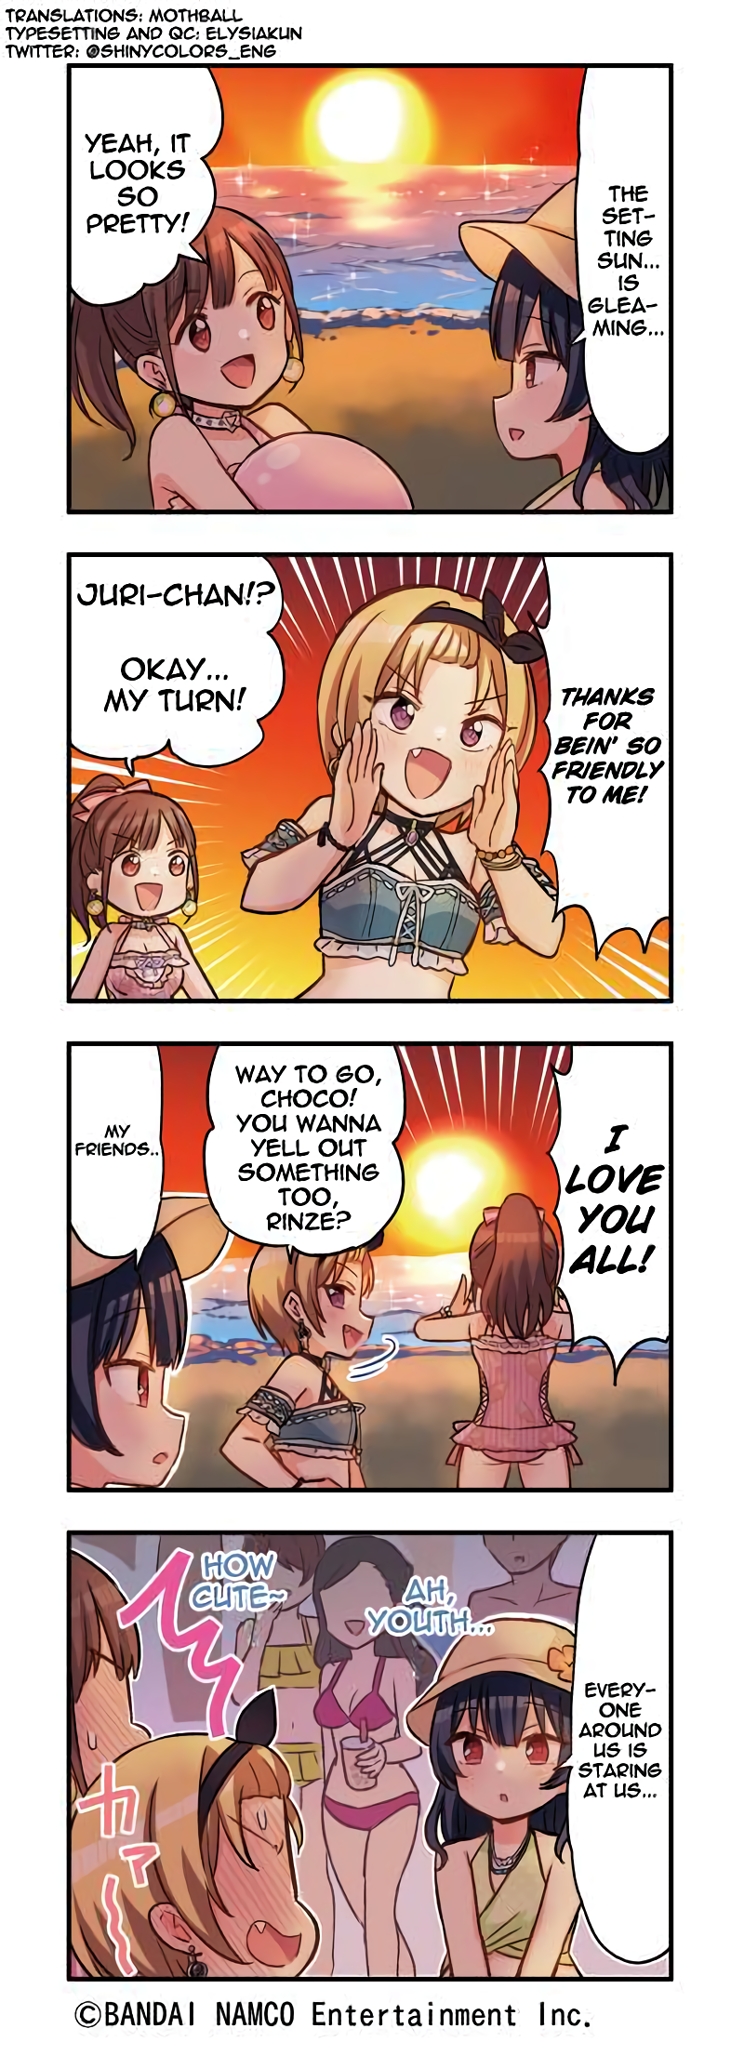 TRANSLATIONS: MOTHBALL
TYPESETTING AND QC: ELYSIAKUN
TWITTER: @SHINYCOLORS_ENG
THE
SET-
TING
SUN...
IS
GLEA-
MING...
YEAH, IT
LOOKS
SO
PRETTY!
THANKS
FOR
BEIN' SO
FRIENDLY
TO ME!
JURI-CHAN!?
OKAY...
MY TURN!
I
LOVE
YOU
ALL!
WAY TO GO,
CHOCO!
YOU WANNA
YELL OUT
SOMETHING
TOO,
RINZE?
MY
FRIENDS..
HOW
CUTE~
AH,
YOUTH...
EVERY-
ONE
AROUND
US IS
STARING
AT US...
カァ～
©BANDAI NAMCO Entertainment Inc.